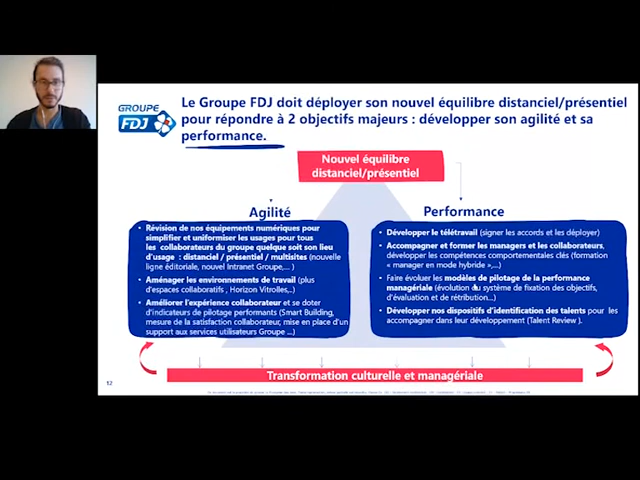 GROUPE
FDJ
Le Groupe FDJ doit déployer son nouvel équilibre distanciel/présentiel
pour répondre à 2 objectifs majeurs : développer son agilité et sa
performance.
Nouvel équilibre
distanciel/présentiel
Agilité
• Révision de nos équipements numériques pour
simplifier et uniformiser les usages pour tous
les collaborateurs du groupe quelque soit son lieu
d'usage : distanciel / présentiel / multisites (nouvelle
ligne éditoriale, nouvel Intranet Groupe,... )
• Aménager les environnements de travail (plus
d'espaces collaboratifs , Horizon Vitrolles,..)
• Améliorer l'expérience collaborateur et se doter
d'indicateurs de pilotage performants (Smart Building,
mesure de la satisfaction collaborateur, mise en place d'un
support aux services utilisateurs Groupe ...)
Performance
• Développer le télétravail (signer les accords et les déployer)
• Accompagner et former les managers et les collaborateurs,
développer les compétences comportementales clés (formation
« manager en mode hybride »,...)
• Faire évoluer les modèles de pilotage de la performance
managériale (évolution du système de fixation des objectifs,
d'évaluation et de rétribution...)
• Développer nos dispositifs d'identification des talents pour les
accompagner dans leur développement (Talent Review ).
Transformation culturelle et managériale
12